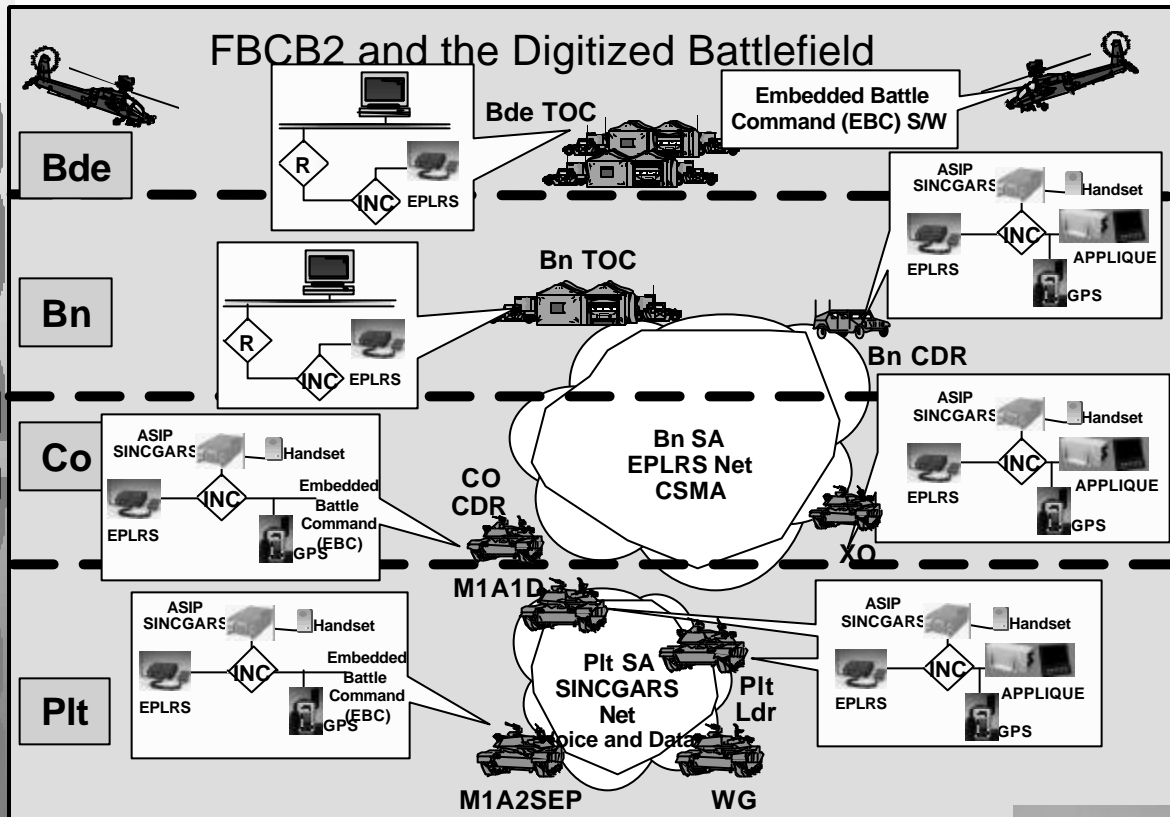 FBCB2 and the Digitized Battlefield
Bde
R
INC
EPLRS
Bde TOC
Embedded Battle
Command (EBC) S/W
ASIP
SINCGARS
Handset
EPLRS
INC
APPLIQUE
GPS
Bn
R
INC
EPLRS
Bn TOC
Bn CDR
Co
ASIP
SINCGARS
Handset
EPLRS
INC
Embedded
Battle
Command
(EBC)
GPS
CO
CDR
Bn SA
EPLRS Net
CSMA
ASIP
SINCGARS
Handset
EPLRS
INC
APPLIQUE
GPS
XO
M1A1D
Plt
ASIP
SINCGARS
Handset
EPLRS
INC
Embedded
Battle
Command
(EBC)
GPS
Plt SA
SINCGARS
Net
oice and Data
Plt
Ldr
ASIP
SINCGARS
Handset
EPLRS
INC
APPLIQUE
GPS
M1A2SEP
WG